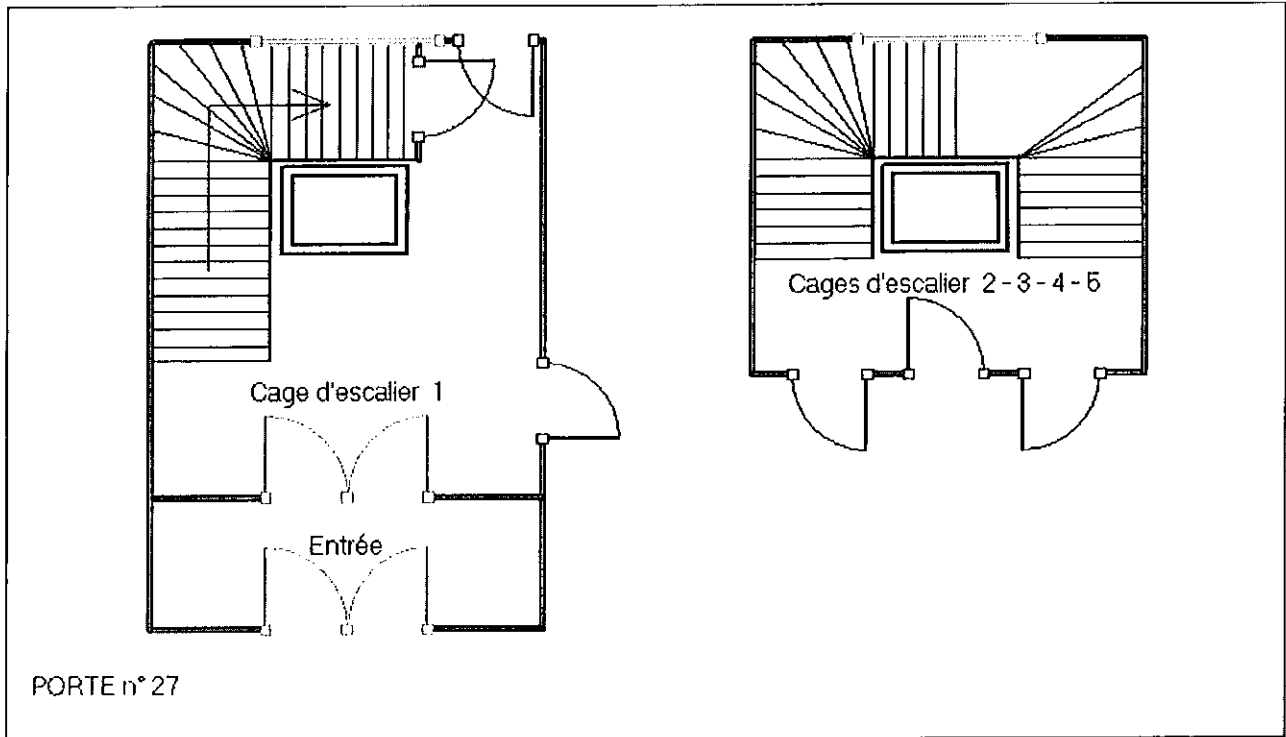 Cages d'escalier 2 - 3 - 4 - 5
Cage d'escalier 1
Entrée
PORTE n° 27